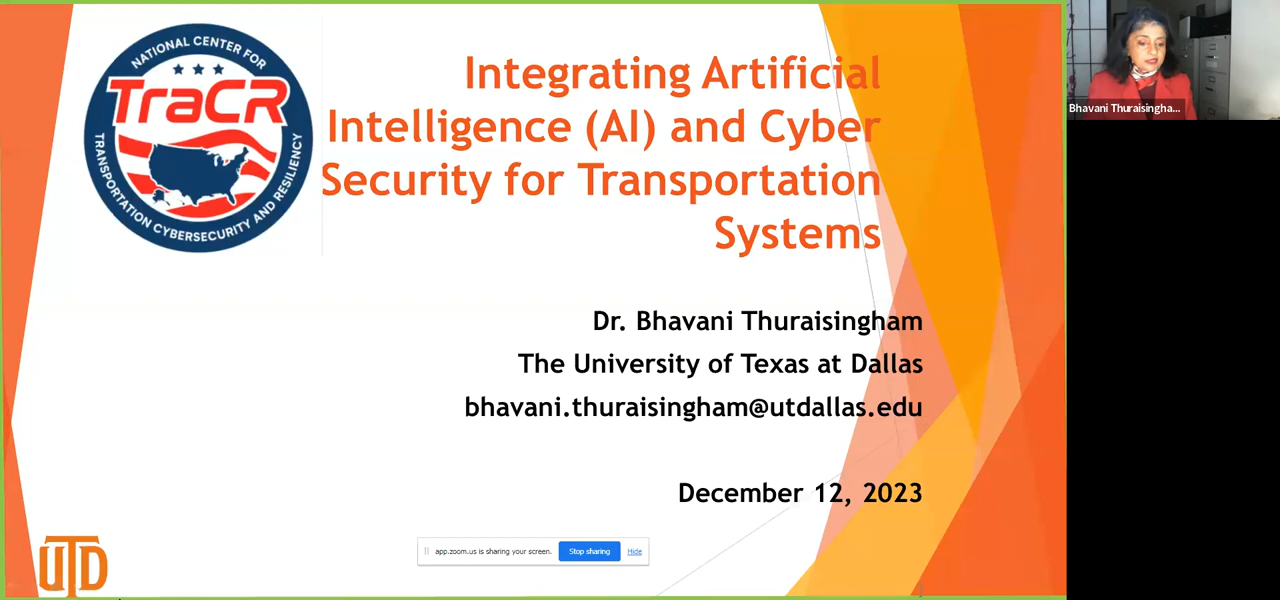 NATIONAL CENTER FOR
TraCR
TRANSPORTATION CYBERSECURITY AND RESILIENCY
Integrating Artificial
Intelligence (AI) and Cyber
Security for Transportation
Systems
Bhavani Thuraisingha...
Dr. Bhavani Thuraisingham
The University of Texas at Dallas
bhavani.thuraisingham@utdallas.edu
December 12, 2023
app.zoom.us is sharing your screen.
Stop sharing
Hide
UTD